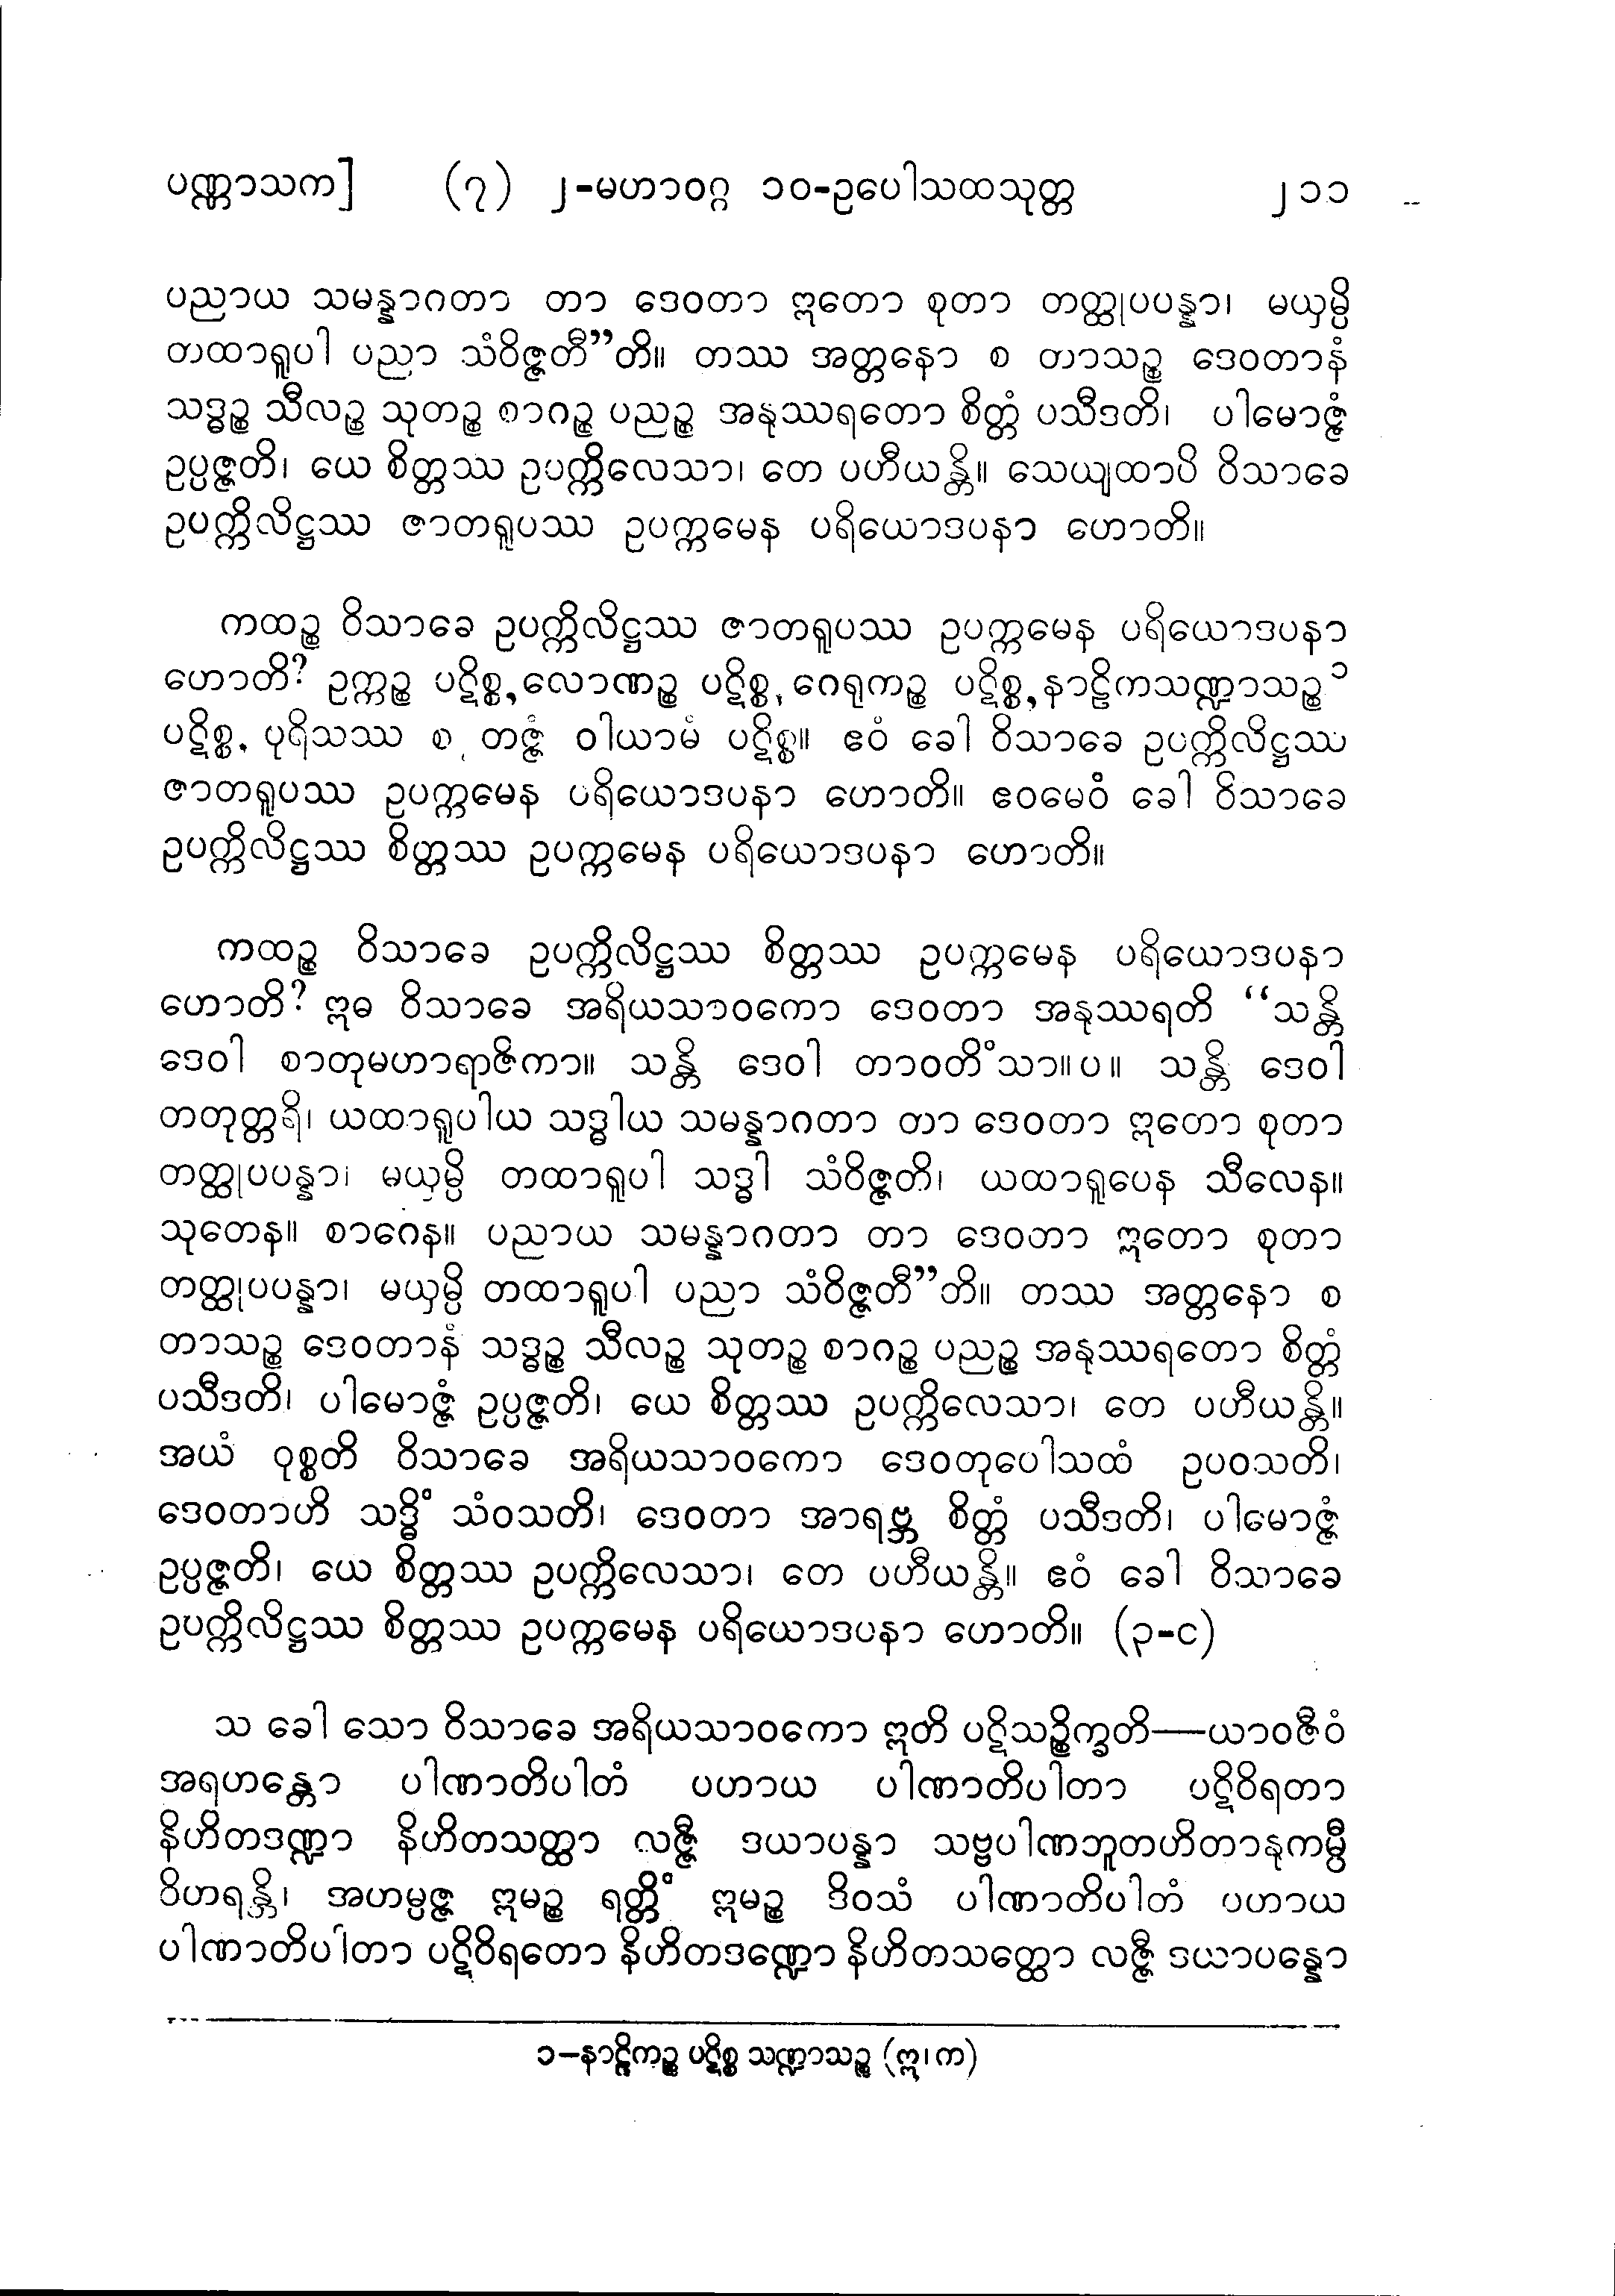 ပဏ္ဏာသက] (၇) ၂-မဟာဝဂ္ဂ ၁၀-ဥပေါသထသုတ္တ ၂၁၁
ပညာယ သမန္နာဂတာ တာ ဒေဝတာ ဣတော စုတာ တတ္ထုပပန္နာ၊ မယှမ္ပိ
တထာရူပါ ပညာ သံဝိဇ္ဇတီ”တိ။ တဿ အတ္တနော စ တာသဉ္စ ဒေဝတာနံ
သဒ္ဓဉ္စ သီလဉ္စ သုတဉ္စ စာဂဉ္စ ပညဉ္စ အနုဿရတော စိတ္တံ ပသီဒတိ၊ ပါမောဇ္ဇံ
ဥပ္ပဇ္ဇတိ၊ ယေ စိတ္တဿ ဥပက္ကိလေသာ၊ တေ ပဟီယန္တိ။ သေယျထာပိ ဝိသာခေ
ဥပက္ကိလိဋ္ဌဿ ဇာတရူပဿ ဥပက္ကမေန ပရိယောဒပနာ ဟောတိ။
ကထဉ္စ ဝိသာခေ ဥပက္ကိလိဋ္ဌဿ ဇာတရူပဿ ဥပက္ကမေန ပရိယောဒပနာ
ဟောတိ? ဥက္ကဉ္စ ပဋိစ္စ, လောဏဉ္စ ပဋိစ္စ, ဂေရုကဉ္စ ပဋိစ္စ, နာဠိကသဏ္ဍာသဉ္စ ၁
ပဋိစ္စ, ပုရိသဿ စ တဇ္ဇံ ဝါယာမံ ပဋိစ္စ။ ဧဝံ ခေါ ဝိသာခေ ဥပက္ကိလိဋ္ဌဿ
ဇာတရူပဿ ဥပက္ကမေန ပရိယောဒပနာ ဟောတိ။ ဧဝမေဝံ ခေါ ဝိသာခေ
ဥပက္ကိလိဋ္ဌဿ စိတ္တဿ ဥပက္ကမေန ပရိယောဒပနာ ဟောတိ။
ကထဉ္စ ဝိသာခေ ဥပက္ကိလိဋ္ဌဿ စိတ္တဿ ဥပက္ကမေန ပရိယောဒပနာ
ဟောတိ? ဣဓ ဝိသာခေ အရိယသာဝကော ဒေဝတာ အနုဿရတိ “သန္တိ
ဒေဝါ စာတုမဟာရာဇိကာ။ သန္တိ ဒေဝါ တာဝတိံသာ။ပ။ သန္တိ ဒေဝါ
တတုတ္တရိ၊ ယထာရူပါယ သဒ္ဓါယ သမန္နာဂတာ တာ ဒေဝတာ ဣတော စုတာ
တတ္ထုပပန္နာ၊ မယှမ္ပိ တထာရူပါ သဒ္ဓါ သံဝိဇ္ဇတိ၊ ယထာရူပေန သီလေန။
သုတေန။ စာဂေန။ ပညာယ သမန္နာဂတာ တာ ဒေဝတာ ဣတော စုတာ
တတ္ထုပပန္နာ၊ မယှမ္ပိ တထာရူပါ ပညာ သံဝိဇ္ဇတီ”တိ။ တဿ အတ္တနော စ
တာသဉ္စ ဒေဝတာနံ သဒ္ဓဉ္စ သီလဉ္စ သုတဉ္စ စာဂဉ္စ ပညဉ္စ အနုဿရတော စိတ္တံ
ပသီဒတိ၊ ပါမောဇ္ဇံ ဥပ္ပဇ္ဇတိ၊ ယေ စိတ္တဿ ဥပက္ကိလေသာ၊ တေ ပဟီယန္တိ။
အယံ ဝုစ္စတိ ဝိသာခေ အရိယသာဝကော ဒေဝတုပေါသထံ ဥပဝသတိ၊
ဒေဝတာဟိ သဒ္ဓိံ သံဝသတိ၊ ဒေဝတာ အာရဗ္ဘ စိတ္တံ ပသီဒတိ၊ ပါမောဇ္ဇံ
ဥပ္ပဇ္ဇတိ၊ ယေ စိတ္တဿ ဥပက္ကိလေသာ၊ တေ ပဟီယန္တိ။ ဧဝံ ခေါ ဝိသာခေ
ဥပက္ကိလိဋ္ဌဿ စိတ္တဿ ဥပက္ကမေန ပရိယောဒပနာ ဟောတိ။ (၃-င)
သ ခေါ သော ဝိသာခေ အရိယသာဝကော ဣတိ ပဋိသဉ္စိက္ခတိ—ယာဝဇီဝံ
အရဟန္တော ပါဏာတိပါတံ ပဟာယ ပါဏာတိပါတာ ပဋိဝိရတာ
နိဟိတဒဏ္ဍာ နိဟိတသတ္ထာ လဇ္ဇီ ဒယာပန္နာ သဗ္ဗပါဏဘူတဟိတာနုကမ္ပီ
ဝိဟရန္တိ၊ အဟမ္ပဇ္ဇ ဣမဉ္စ ရတ္တိံ ဣမဉ္စ ဒိဝသံ ပါဏာတိပါတံ ပဟာယ
ပါဏာတိပါတာ ပဋိဝိရတော နိဟိတဒဏ္ဍော နိဟိတသတ္ထော လဇ္ဇီ ဒယာပန္နော
၁-နာဠိကဉ္စ ပဋိစ္စ သဏ္ဍာသဉ္စ (ဣ၊ က)